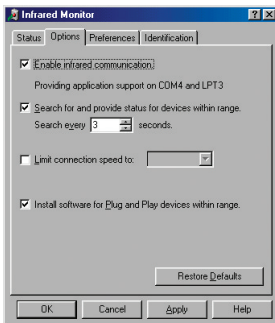 Infrared Monitor
Status Options Preferences Identification
Enable infrared communication.
Providing application support on COM4 and LPT3
Search for and provide status for devices within range.
Search every 3 seconds.
Limit connection speed to:
Install software for Plug and Play devices within range.
Restore Defaults
OK Cancel Apply Help